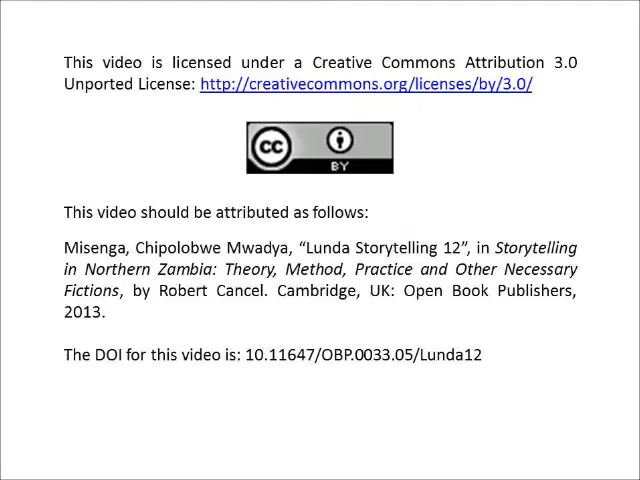 This video is licensed under a Creative Commons Attribution 3.0
Unported License: http://creativecommons.org/licenses/by/3.0/
cc
BY
This video should be attributed as follows:
Misenga, Chipolobwe Mwadya, “Lunda Storytelling 12”, in Storytelling
in Northern Zambia: Theory, Method, Practice and Other Necessary
Fictions, by Robert Cancel. Cambridge, UK: Open Book Publishers,
2013.
The DOI for this video is: 10.11647/OBP.0033.05/Lunda12